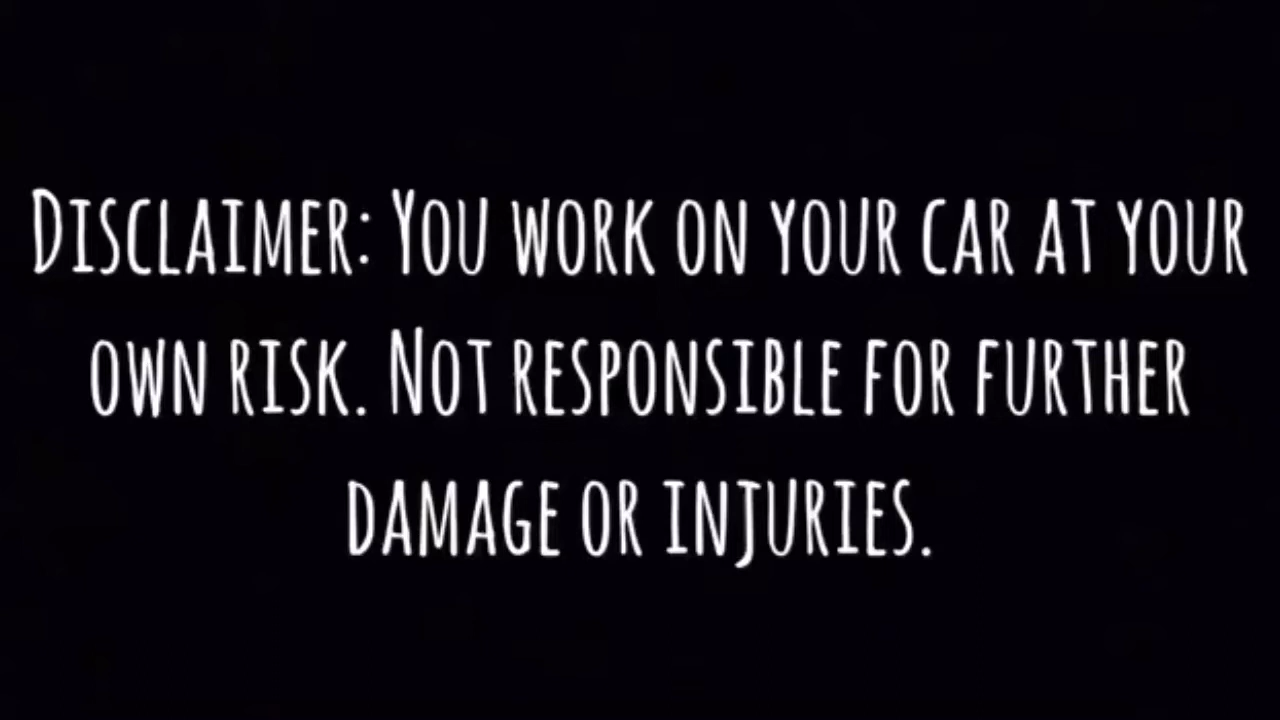 Disclaimer: You work on your car at your
own risk. Not responsible for further
damage or injuries.